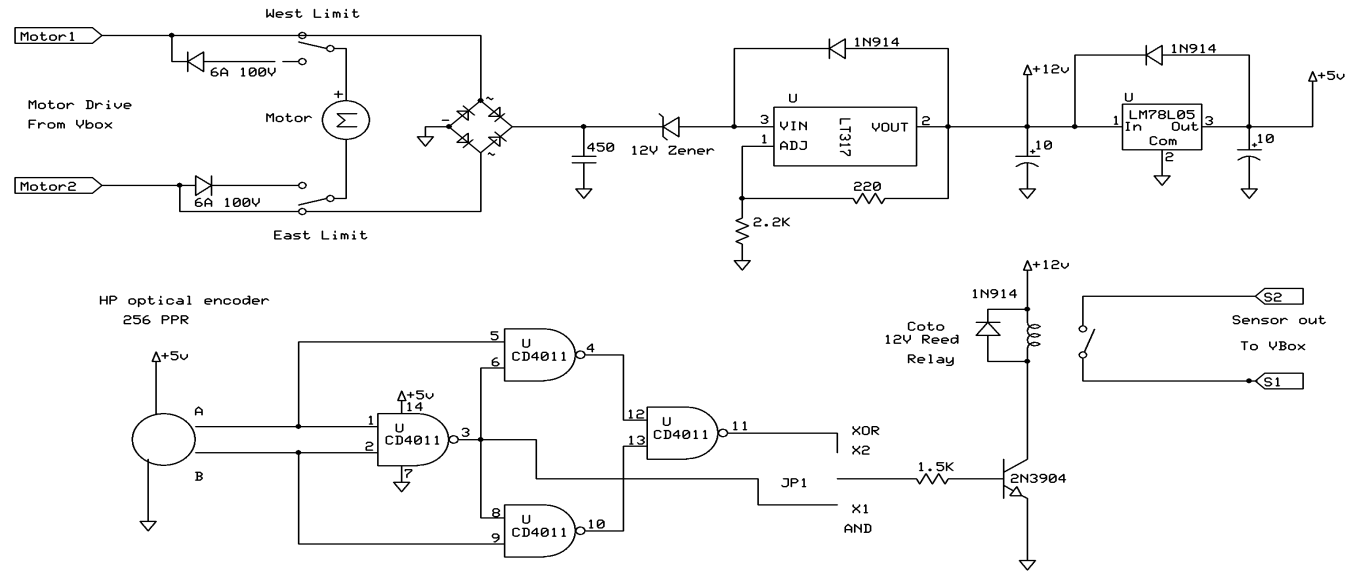 West Limit
Motor1
6A 100V
Motor Drive
From Vbox
+
Motor
Σ
Motor2
6A 100V
East Limit
~
-
~
450
12V Zener
1N914
U
3 VIN
1 ADJ
LT317
VOUT 2
220
2.2K
+12v
+10
1N914
U
LM78L05
1 In Out 3
Com
2
+5v
+10
HP optical encoder
256 PPR
+5v
A
B
+5v
14
1
2
U
CD4011
3
7
5
6
U
CD4011
4
8
9
U
CD4011
10
12
13
U
CD4011
11
XOR
X2
JP1
X1
AND
1.5K
2N3904
+12v
1N914
Coto
12V Reed
Relay
S2
Sensor out
To VBox
S1